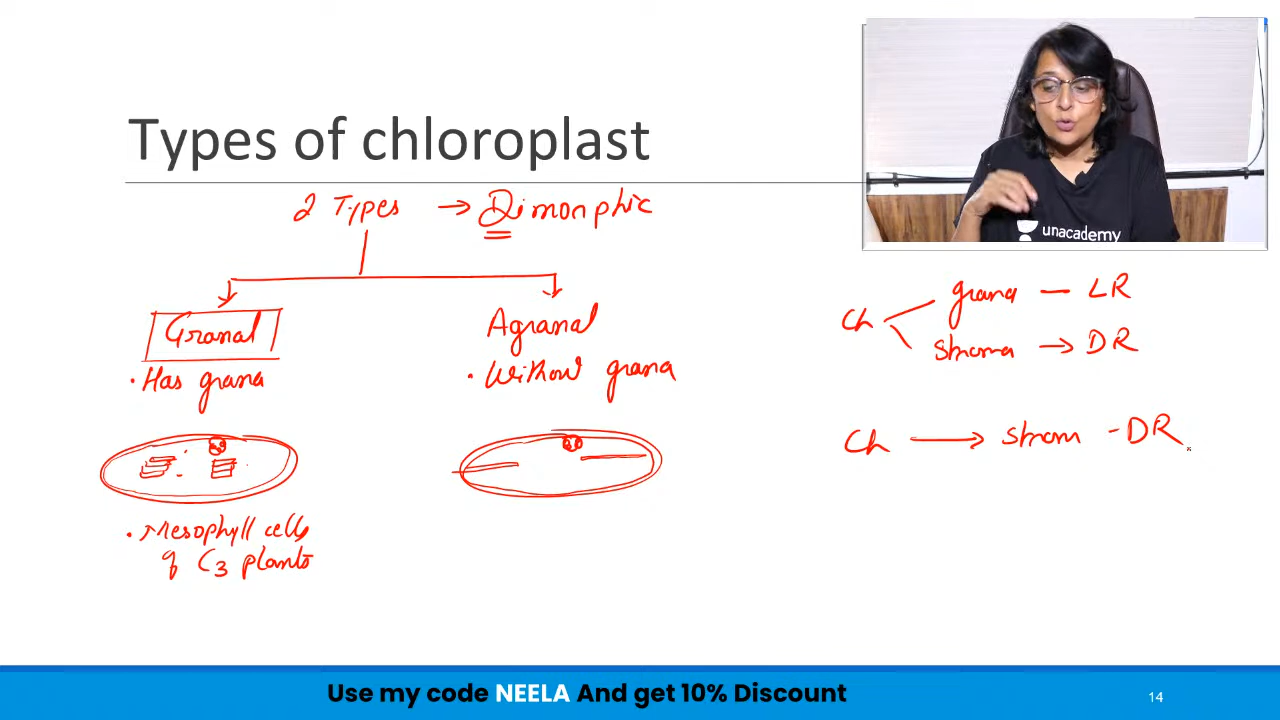 Types of chloroplast
2 Types → Dimorphic
Granal
• Has grana
• Mesophyll cells
of C3 plants
Agranal
• Without grana
Ch
grana — LR
stroma → DR
Ch → strom - DR
unacademy
Use my code NEELA And get 10% Discount
14